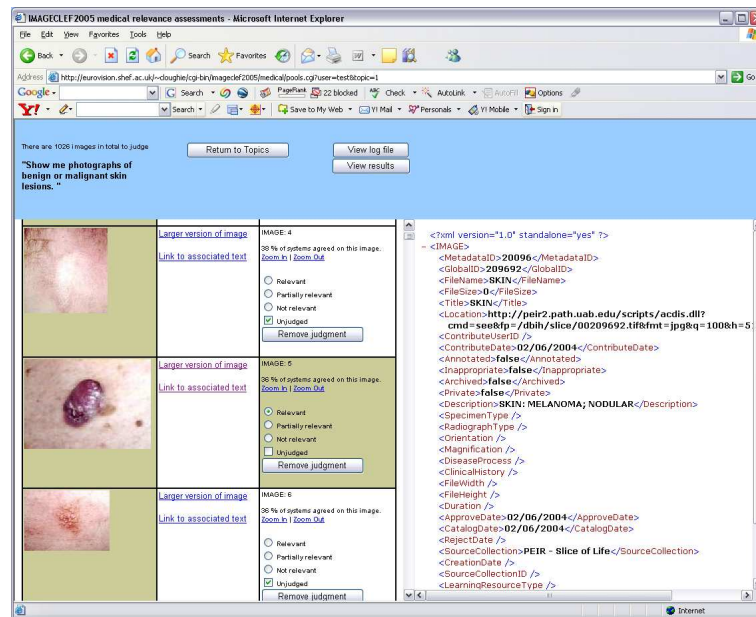 IMAGECLEF2005 medical relevance assessments - Microsoft Internet Explorer
File Edit View Favorites Tools Help
Back Search Favorites
Address http://eurovision.shef.ac.uk/~cloughie/cgi-bin/imageclef2005/medical/pools.cgi?user=test&topic=1 Go
Google - Search PageRank 22 blocked Check AutoLink AutoFill Options
Y! Search Save to My Web Y! Mail Personals Y! Mobile Sign in
There are 1026 images in total to judge
Return to Topics View log file
"Show me photographs of
benign or malignant skin
lesions. "
View results
Larger version of image
Link to associated text
IMAGE: 4
38 % of systems agreed on this image.
Zoom In | Zoom Out
Relevant
Partially relevant
Not relevant
Unjudged
Remove judgment
Larger version of image
Link to associated text
IMAGE: 5
36 % of systems agreed on this image.
Zoom In | Zoom Out
Relevant
Partially relevant
Not relevant
Unjudged
Remove judgment
Larger version of image
Link to associated text
IMAGE: 6
36 % of systems agreed on this image.
Zoom In | Zoom Out
Relevant
Partially relevant
Not relevant
Unjudged
Remove judgment
<?xml version="1.0" standalone="yes" ?>
- <IMAGE>
<MetadataID>20096</MetadataID>
<GlobalID>209692</GlobalID>
<FileName>SKIN</FileName>
<FileSize>0</FileSize>
<Title>SKIN</Title>
<Location>http://peir2.path.uab.edu/scripts/acdis.dll?
cmd=see&fp=/dbih/slice/00209692.tif&fmt=jpg&q=100&h=5
<ContributeUserID />
<ContributeDate>02/06/2004</ContributeDate>
<Annotated>false</Annotated>
<Inappropriate>false</Inappropriate>
<Archived>false</Archived>
<Private>false</Private>
<Description>SKIN: MELANOMA; NODULAR</Description>
<SpecimenType />
<RadiographType />
<Orientation />
<Magnification />
<DiseaseProcess />
<ClinicalHistory />
<FileWidth />
<FileHeight />
<Duration />
<ApproveDate>02/06/2004</ApproveDate>
<CatalogDate>02/06/2004</CatalogDate>
<RejectDate />
<SourceCollection>PEIR - Slice of Life</SourceCollection>
<CreationDate />
<SourceCollectionID />
<LearningResourceType />
Internet